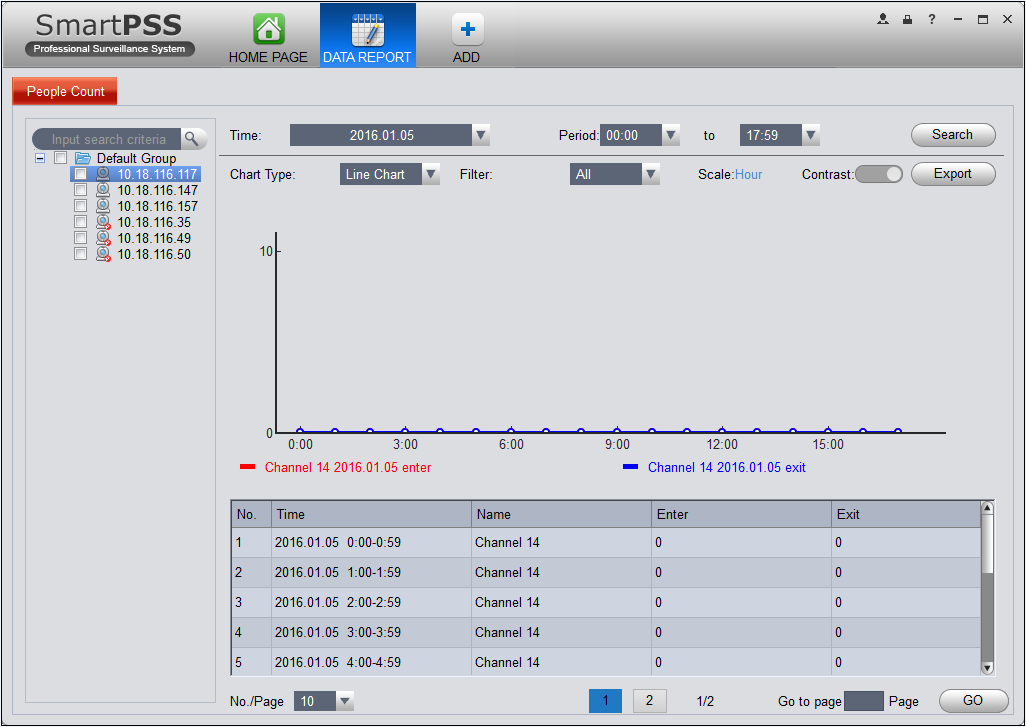 SmartPSS
Professional Surveillance System
HOME PAGE
DATA REPORT
ADD
?
People Count
Input search criteria
Default Group
10.18.116.117
10.18.116.147
10.18.116.157
10.18.116.35
10.18.116.49
10.18.116.50
Time: 2016.01.05 Period: 00:00 to 17:59 Search
Chart Type: Line Chart Filter: All Scale:Hour Contrast: Export
10
0
0:00 3:00 6:00 9:00 12:00 15:00
Channel 14 2016.01.05 enter Channel 14 2016.01.05 exit
No. Time Name Enter Exit
1 2016.01.05 0:00-0:59 Channel 14 0 0
2 2016.01.05 1:00-1:59 Channel 14 0 0
3 2016.01.05 2:00-2:59 Channel 14 0 0
4 2016.01.05 3:00-3:59 Channel 14 0 0
5 2016.01.05 4:00-4:59 Channel 14 0 0
No./Page 10 1 2 1/2 Go to page Page GO